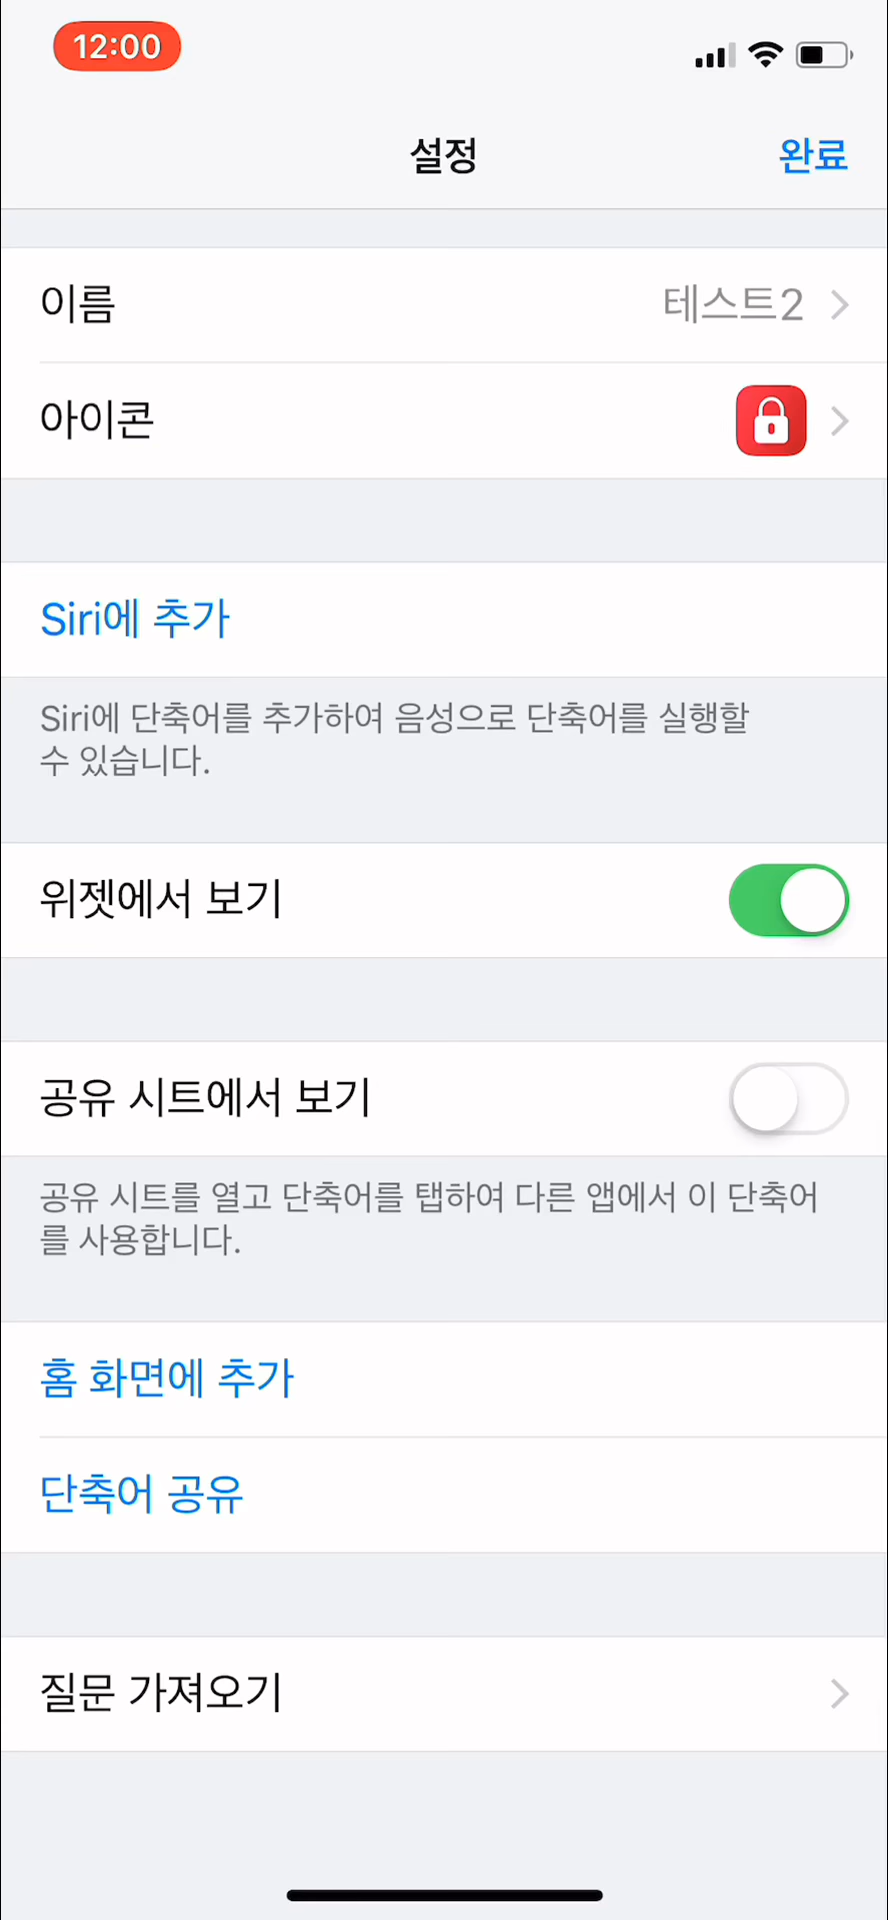 12:00
설정
완료
이름
테스트2
아이콘
Siri에 추가
Siri에 단축어를 추가하여 음성으로 단축어를 실행할
수 있습니다.
위젯에서 보기
공유 시트에서 보기
공유 시트를 열고 단축어를 탭하여 다른 앱에서 이 단축어
를 사용합니다.
홈 화면에 추가
단축어 공유
질문 가져오기